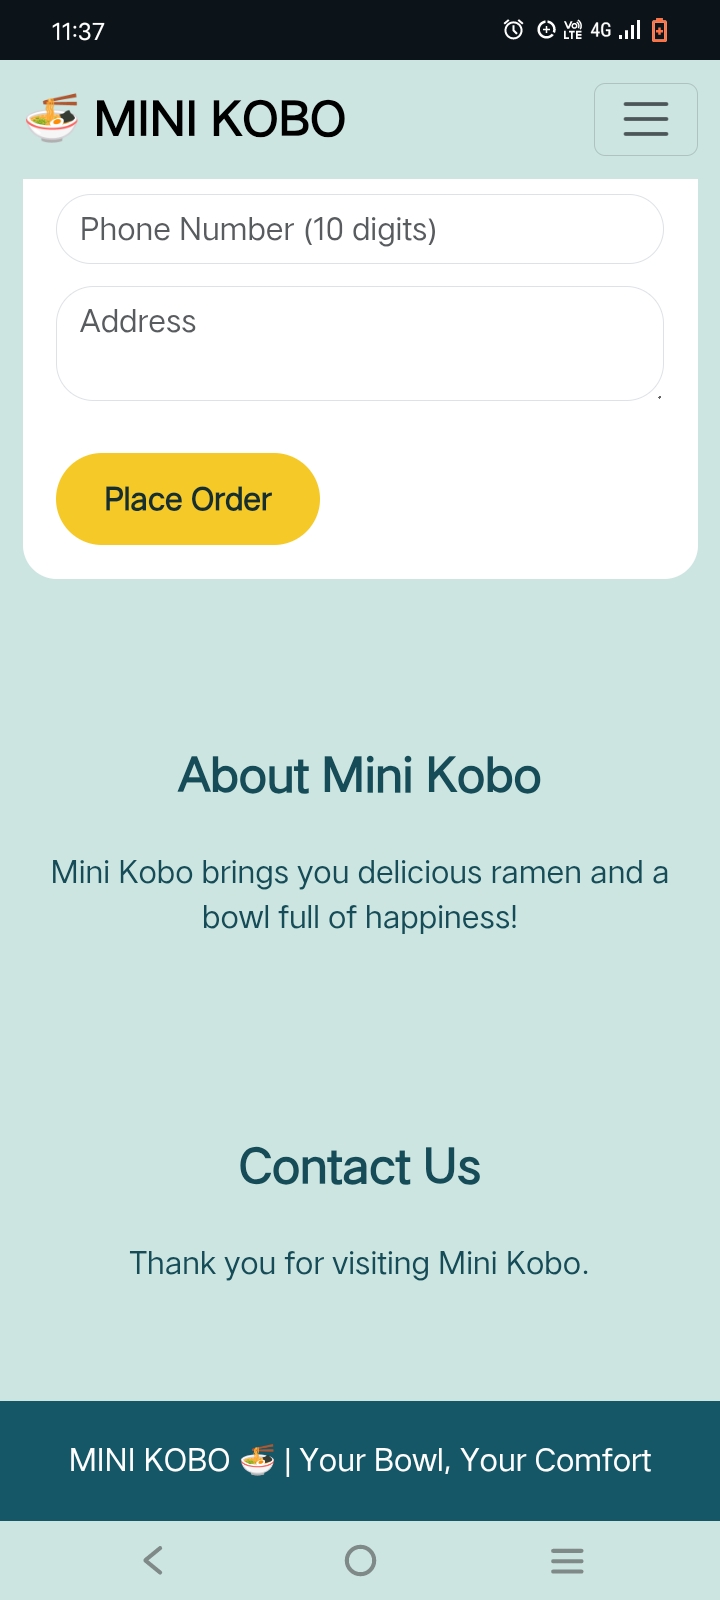 11:37
Vo)) LTE 4G
MINI KOBO
Phone Number (10 digits)
Address
Place Order
About Mini Kobo
Mini Kobo brings you delicious ramen and a
bowl full of happiness!
Contact Us
Thank you for visiting Mini Kobo.
MINI KOBO 🍜 | Your Bowl, Your Comfort